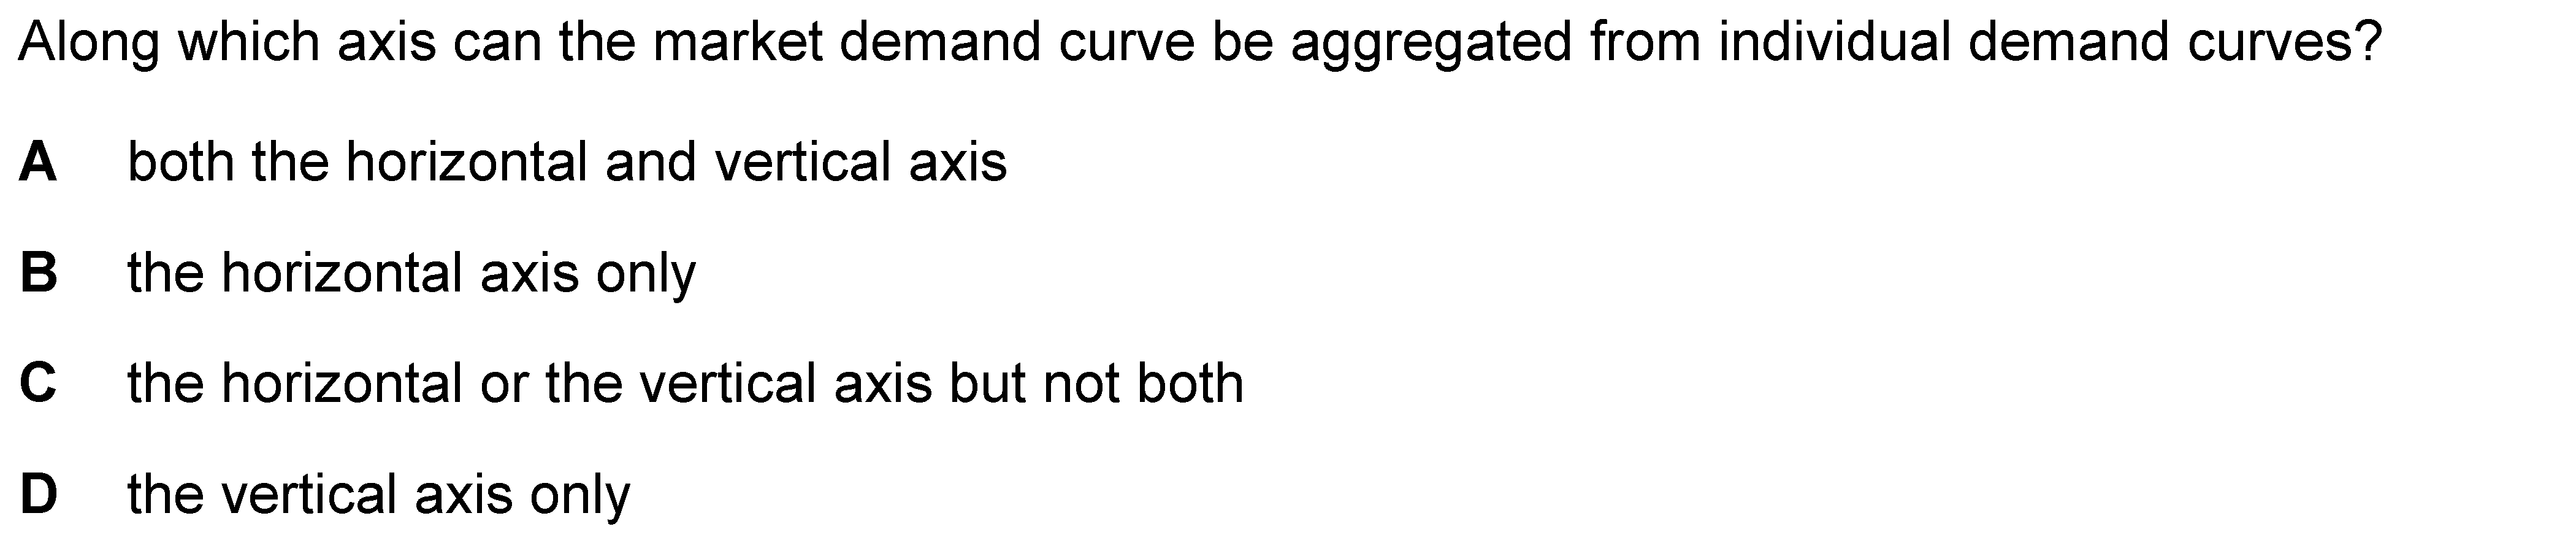 Along which axis can the market demand curve be aggregated from individual demand curves?
A both the horizontal and vertical axis
B the horizontal axis only
C the horizontal or the vertical axis but not both
D the vertical axis only